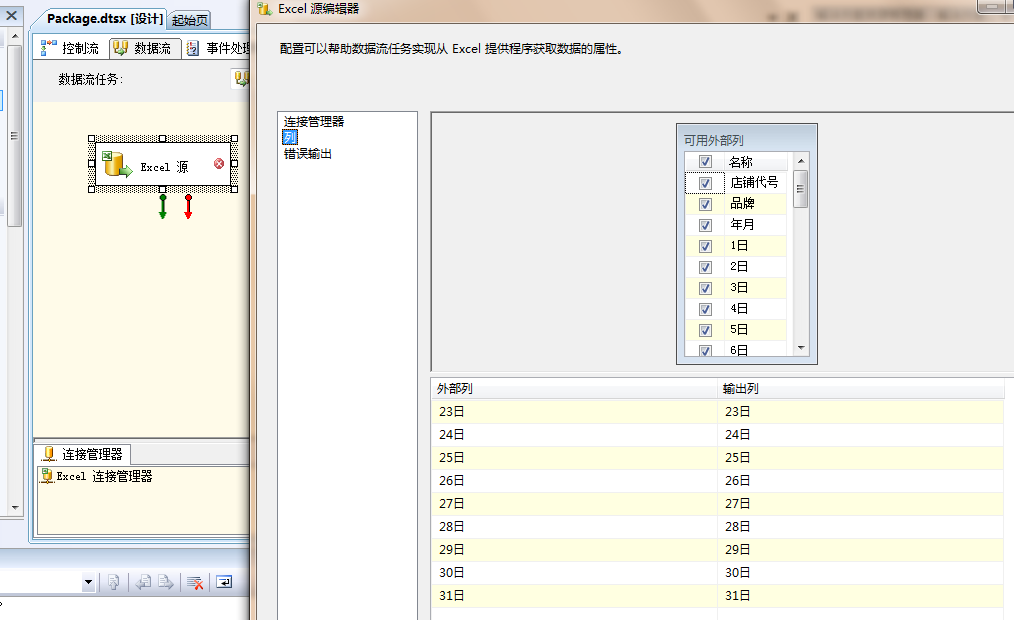 Package.dtsx [设计]
起始页
控制流
数据流
事件处理
数据流任务:
Excel 源
连接管理器
Excel 连接管理器
Excel 源编辑器
配置可以帮助数据流任务实现从 Excel 提供程序获取数据的属性。
连接管理器
列
错误输出
可用外部列
名称
店铺代号
品牌
年月
1日
2日
3日
4日
5日
6日
外部列 输出列
23日 23日
24日 24日
25日 25日
26日 26日
27日 27日
28日 28日
29日 29日
30日 30日
31日 31日